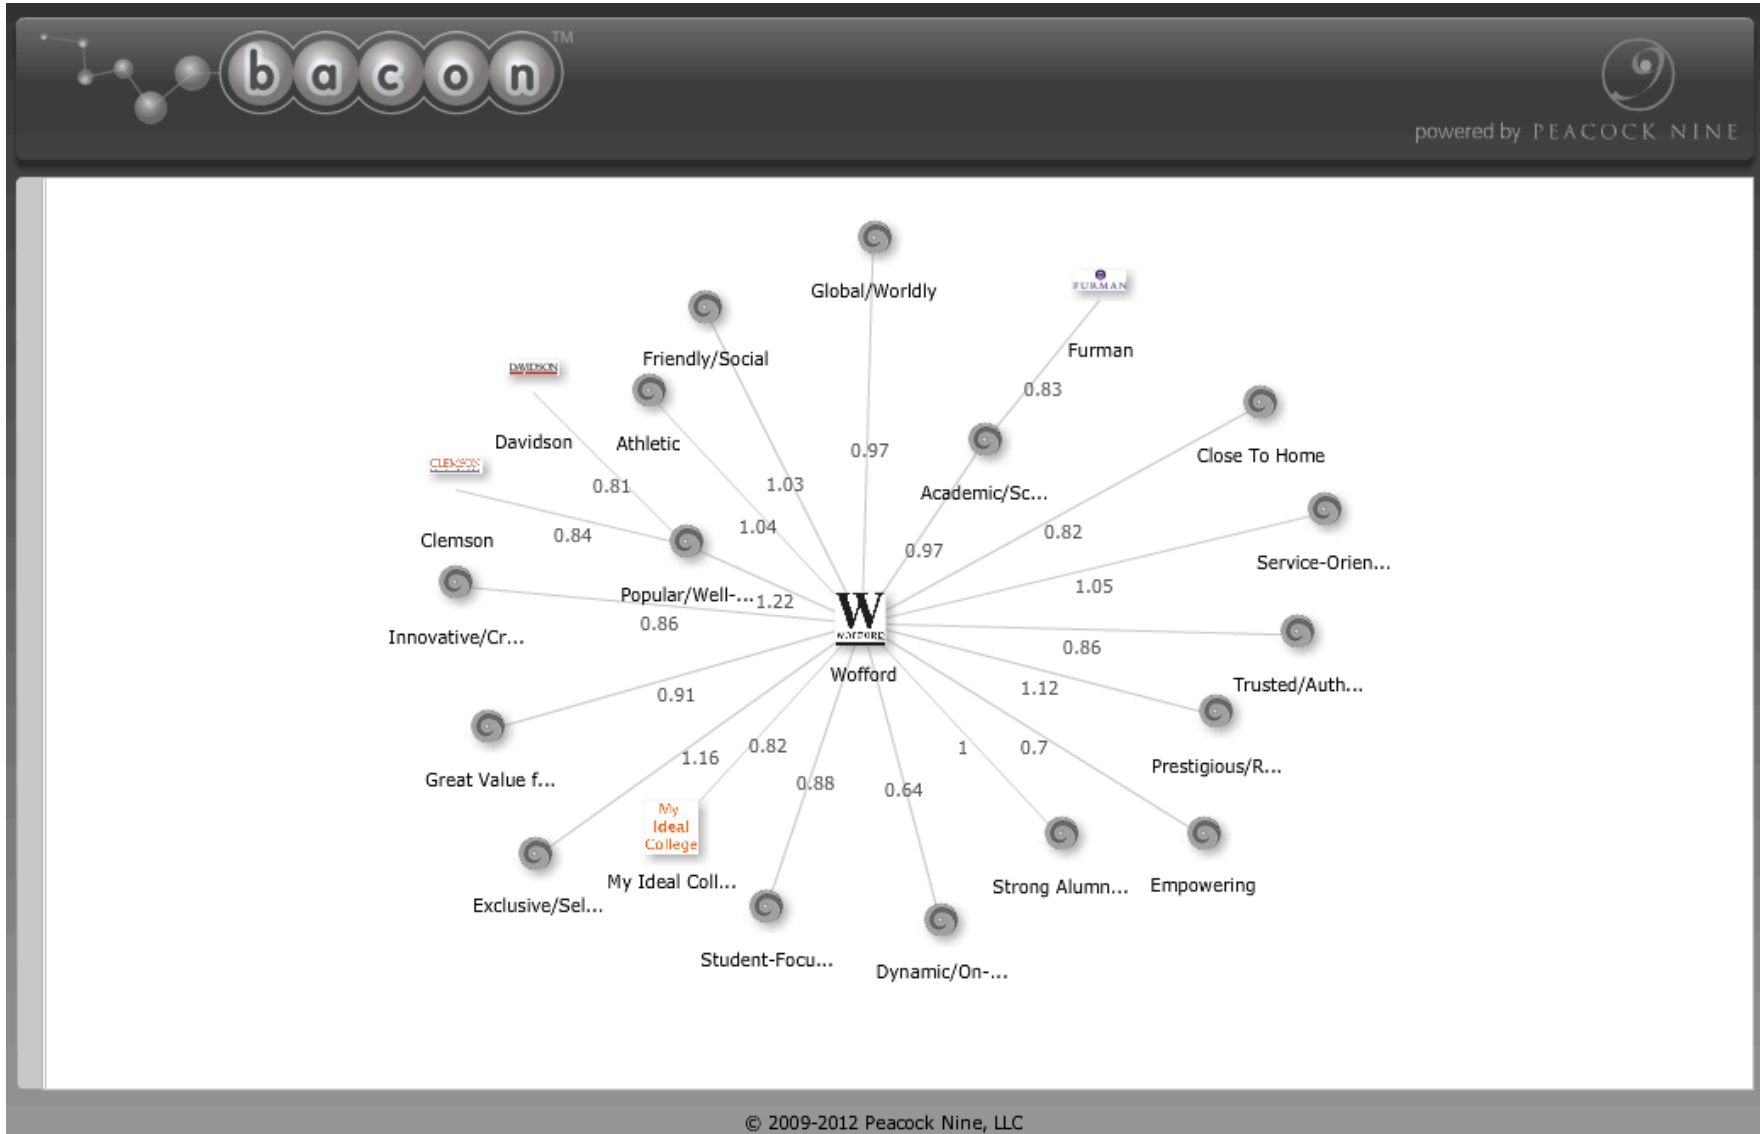 bacon™
powered by PEACOCK NINE
Global/Worldly
FURMAN
Furman
Friendly/Social
0.83
DAVIDSON
Davidson
Athletic
Close To Home
0.97
CLEMSON
Clemson
0.81
1.03
Academic/Sc...
0.84
1.04
0.97
0.82
Service-Orien...
Popular/Well-...
1.22
1.05
Innovative/Cr...
0.86
W
WOFFORD
Wofford
0.86
Trusted/Auth...
0.91
1.12
Great Value f...
1.16
0.82
1
0.7
Prestigious/R...
0.88
0.64
My
Ideal
College
My Ideal Coll...
Exclusive/Sel...
Strong Alumn...
Empowering
Student-Focu...
Dynamic/On-...
© 2009-2012 Peacock Nine, LLC